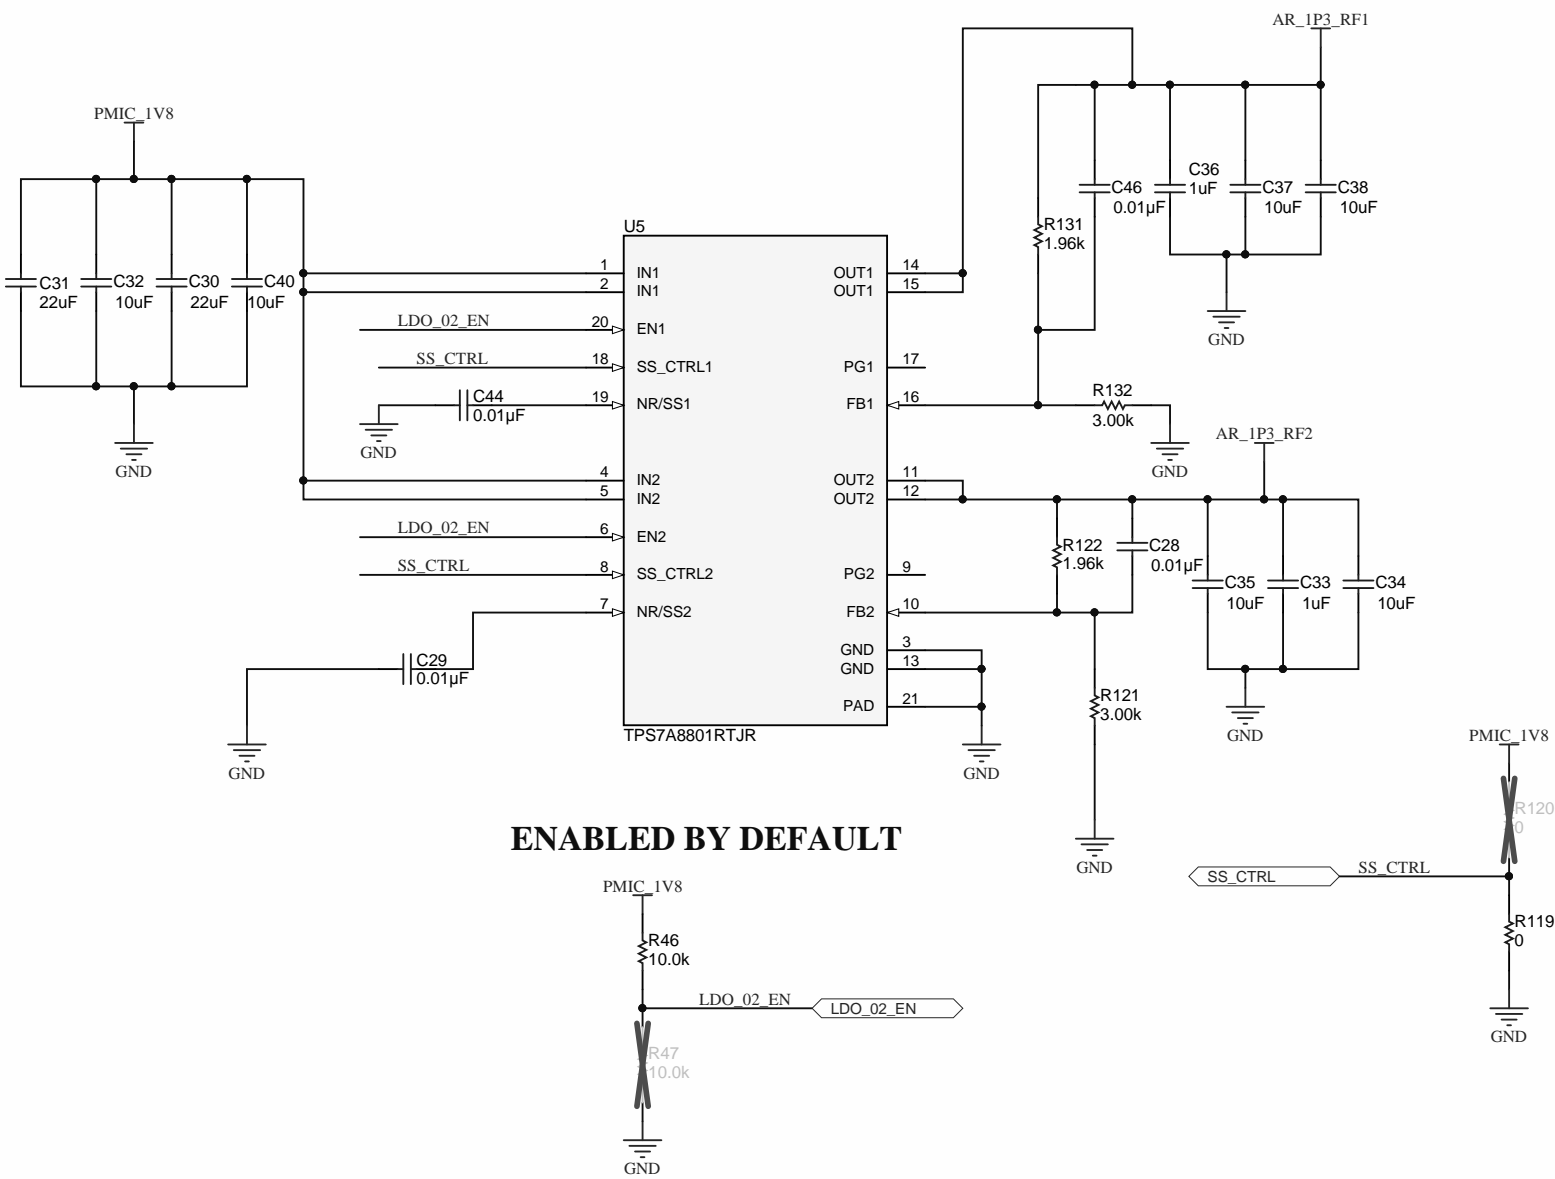 AR_1P3_RF1
PMIC_1V8
C31
22uF
C32
10uF
C30
22uF
C40
10uF
GND
U5
1 IN1
2 IN1
LDO_02_EN 20 EN1
SS_CTRL 18 SS_CTRL1
C44
0.01µF
19 NR/SS1
GND
4 IN2
5 IN2
LDO_02_EN 6 EN2
SS_CTRL 8 SS_CTRL2
7 NR/SS2
C29
0.01µF
GND
OUT1 14
OUT1 15
PG1 17
FB1 16
OUT2 11
OUT2 12
PG2 9
FB2 10
GND 3
GND 13
PAD 21
TPS7A8801RTJR
GND
R131
1.96k
C46
0.01µF
C36
1uF
C37
10uF
C38
10uF
GND
R132
3.00k
GND
AR_1P3_RF2
R122
1.96k
C28
0.01µF
C35
10uF
C33
1uF
C34
10uF
GND
R121
3.00k
GND
ENABLED BY DEFAULT
PMIC_1V8
R46
10.0k
LDO_02_EN LDO_02_EN
R47
10.0k
GND
PMIC_1V8
R120
0
SS_CTRL SS_CTRL
R119
0
GND